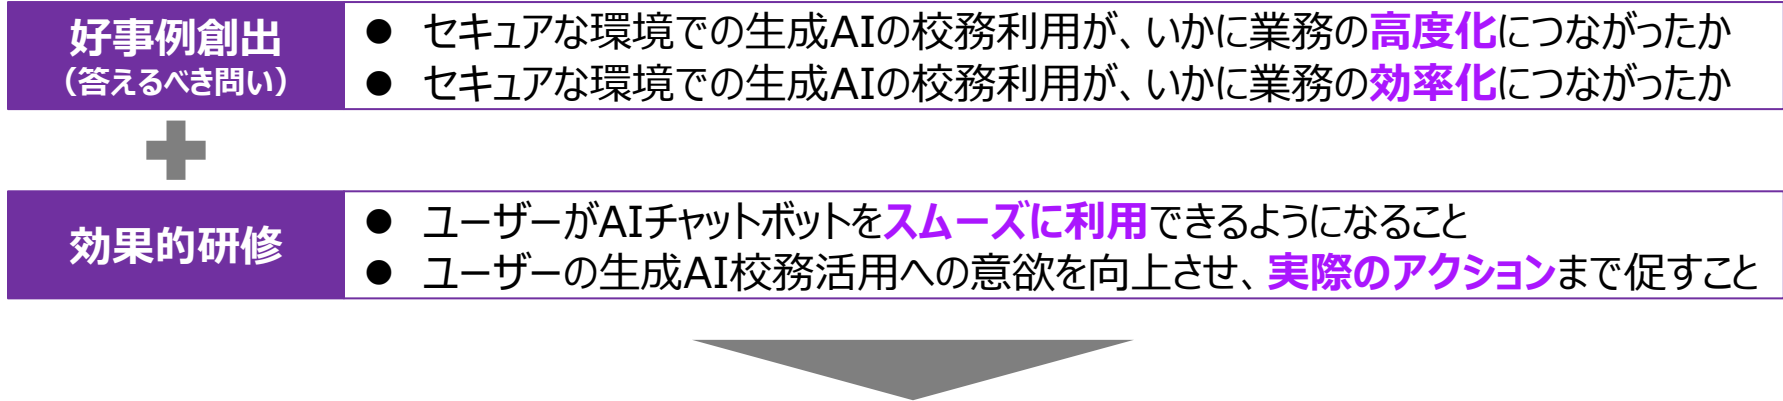 好事例創出
（答えるべき問い）
● セキュアな環境での生成AIの校務利用が、いかに業務の高度化につながったか
● セキュアな環境での生成AIの校務利用が、いかに業務の効率化につながったか
効果的研修
● ユーザーがAIチャットボットをスムーズに利用できるようになること
● ユーザーの生成AI校務活用への意欲を向上させ、実際のアクションまで促すこと